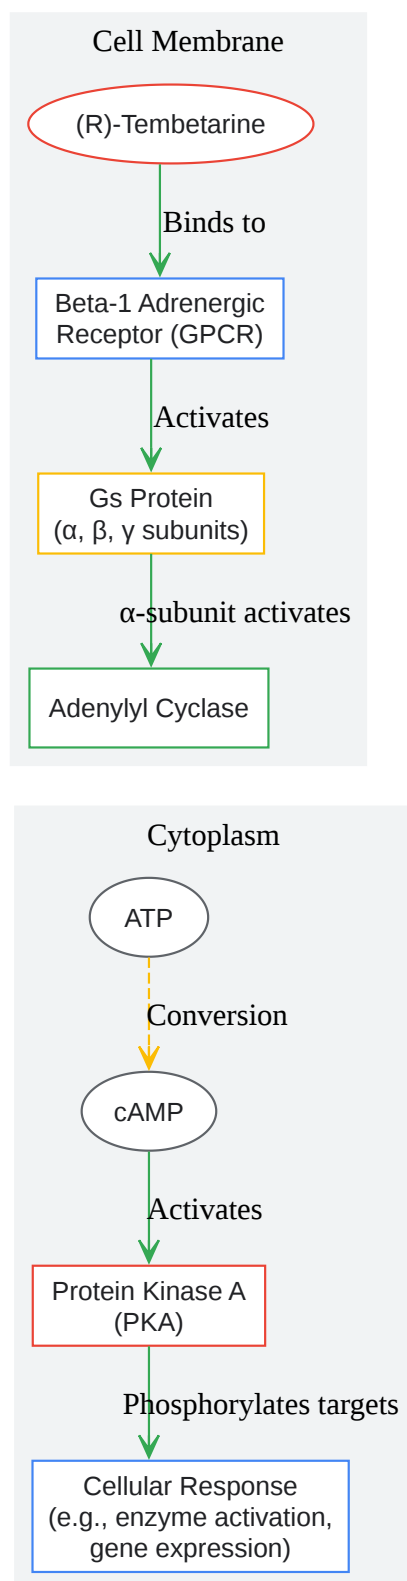 Cell Membrane
(R)-Tembetarine
Binds to
Beta-1 Adrenergic
Receptor (GPCR)
Activates
Gs Protein
(α, β, γ subunits)
α-subunit activates
Adenylyl Cyclase
Cytoplasm
ATP
Conversion
cAMP
Activates
Protein Kinase A
(PKA)
Phosphorylates targets
Cellular Response
(e.g., enzyme activation,
gene expression)